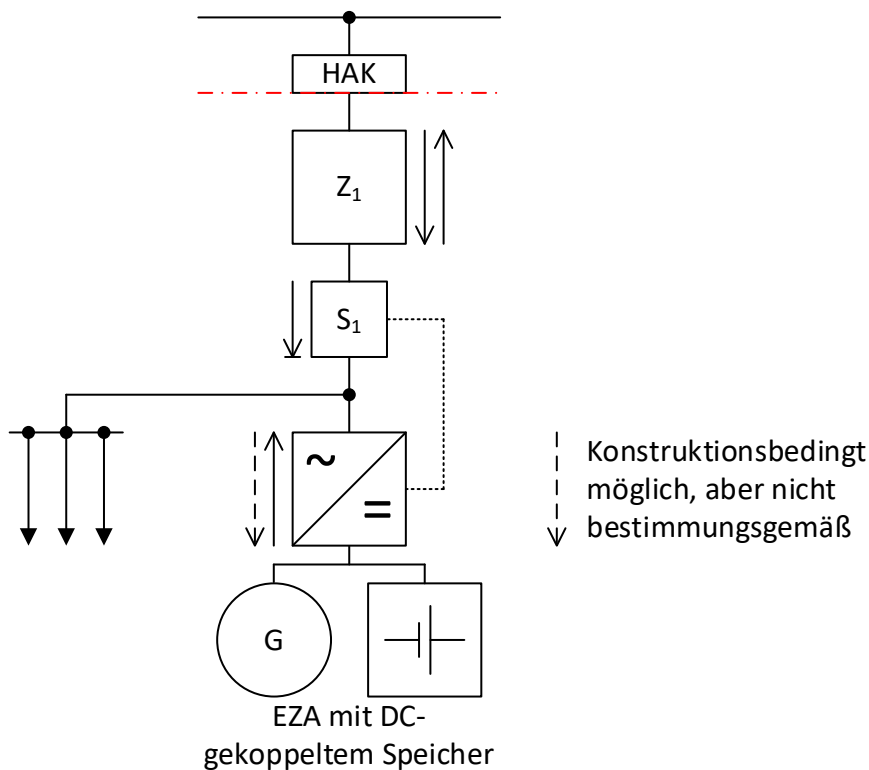 HAK
Z₁
S₁
~
=
Konstruktionsbedingt
möglich, aber nicht
bestimmungsgemäß
G
EZA mit DC-
gekoppeltem Speicher